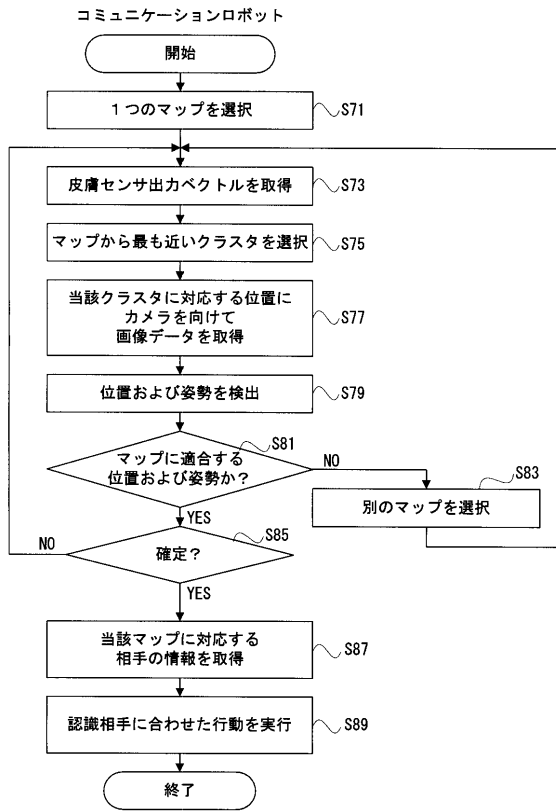 コミュニケーションロボット
開始
1つのマップを選択
S71
皮膚センサ出力ベクトルを取得
S73
マップから最も近いクラスタを選択
S75
当該クラスタに対応する位置に
カメラを向けて
画像データを取得
S77
位置および姿勢を検出
S79
S81
マップに適合する
位置および姿勢か?
NO
S83
別のマップを選択
YES
S85
確定?
NO
YES
当該マップに対応する
相手の情報を取得
S87
認識相手に合わせた行動を実行
S89
終了